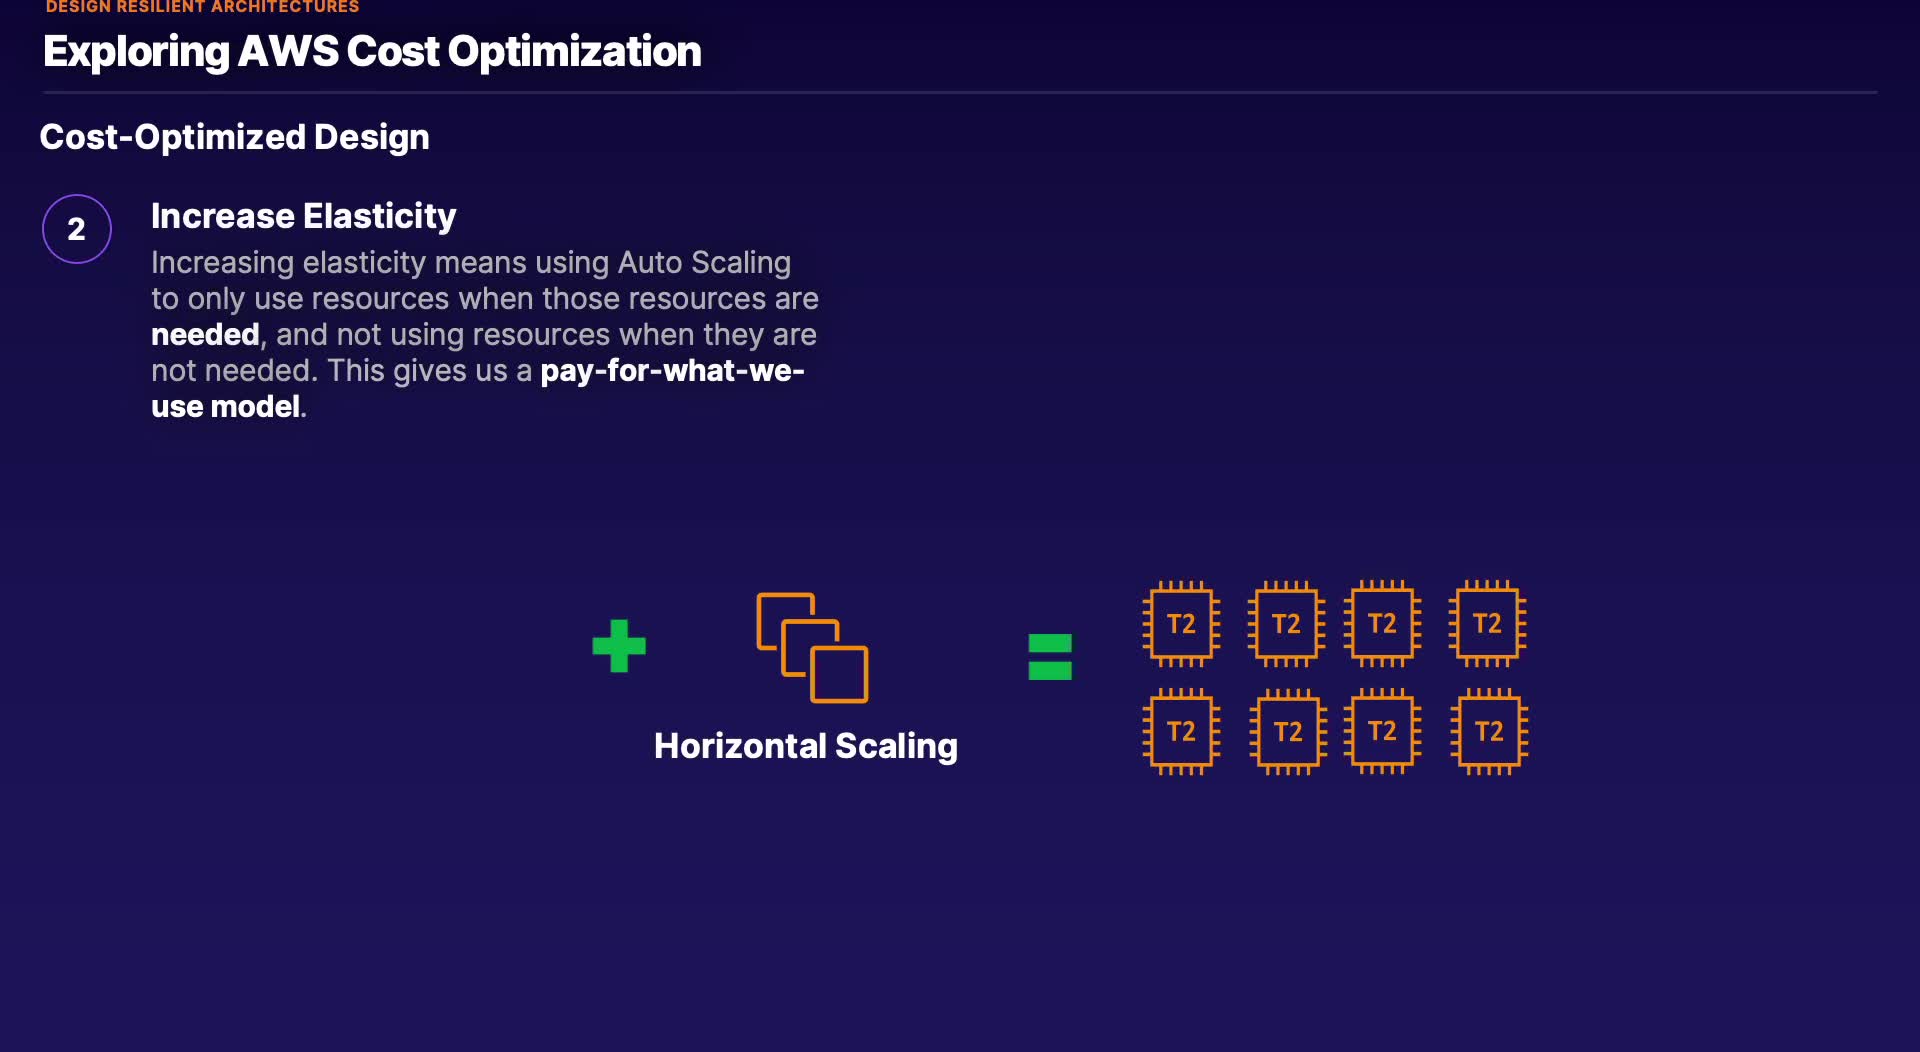 DESIGN RESILIENT ARCHITECTURES
Exploring AWS Cost Optimization
Cost-Optimized Design
2
Increase Elasticity
Increasing elasticity means using Auto Scaling
to only use resources when those resources are
needed, and not using resources when they are
not needed. This gives us a pay-for-what-we-
use model.
T2 T2 T2 T2
T2 T2 T2 T2
Horizontal Scaling